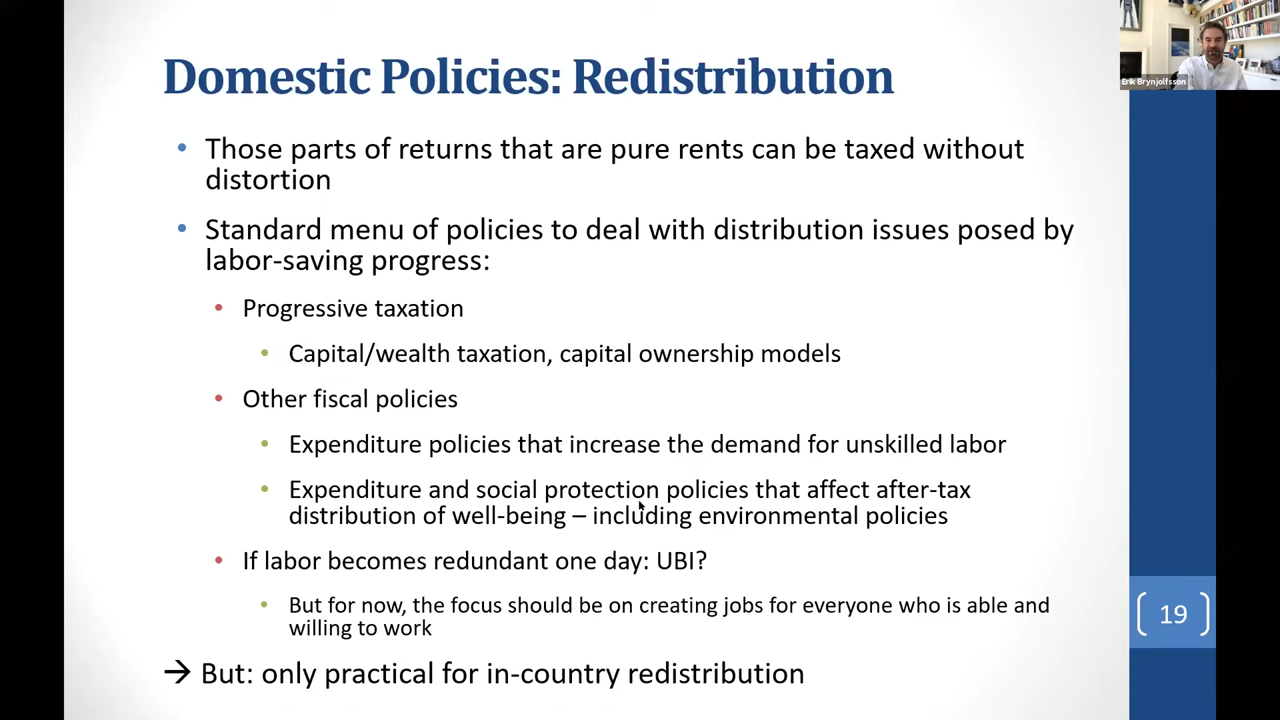 Domestic Policies: Redistribution
Erik Brynjolfsson
• Those parts of returns that are pure rents can be taxed without
distortion
• Standard menu of policies to deal with distribution issues posed by
labor-saving progress:
• Progressive taxation
• Capital/wealth taxation, capital ownership models
• Other fiscal policies
• Expenditure policies that increase the demand for unskilled labor
• Expenditure and social protection policies that affect after-tax
distribution of well-being – including environmental policies
• If labor becomes redundant one day: UBI?
• But for now, the focus should be on creating jobs for everyone who is able and
willing to work
19
→ But: only practical for in-country redistribution